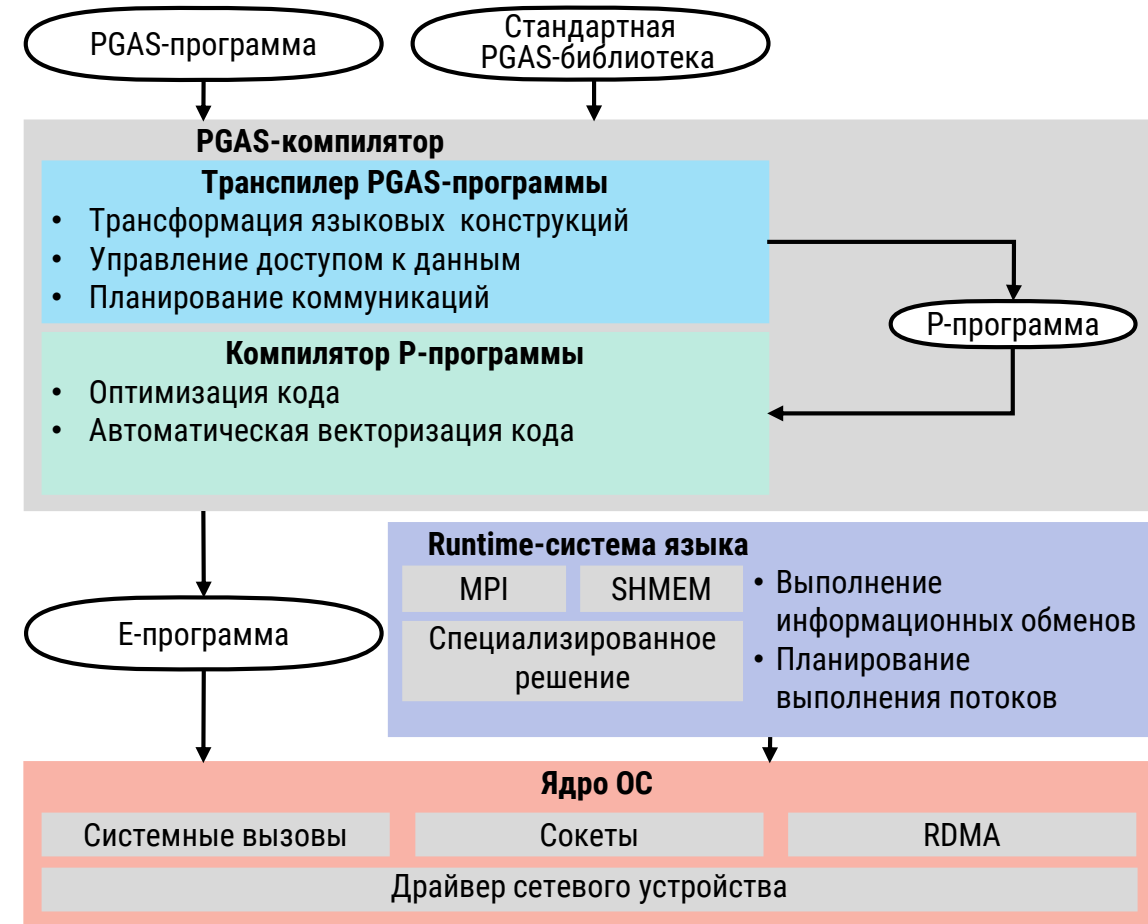 PGAS-программа
Стандартная
PGAS-библиотека
PGAS-компилятор
Транспилер PGAS-программы
• Трансформация языковых конструкций
• Управление доступом к данным
• Планирование коммуникаций
P-программа
Компилятор P-программы
• Оптимизация кода
• Автоматическая векторизация кода
Runtime-система языка
MPI
SHMEM
Специализированное
решение
• Выполнение
информационных обменов
• Планирование
выполнения потоков
E-программа
Ядро ОС
Системные вызовы
Сокеты
RDMA
Драйвер сетевого устройства